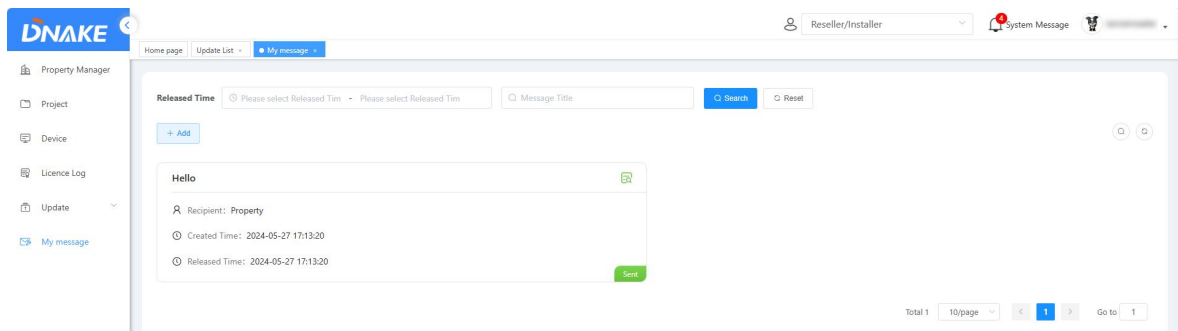 DNAKE
Reseller/Installer
4
System Message
Home page
Update List ×
My message ×
Property Manager
Project
Device
Licence Log
Update
My message
Released Time
Please select Released Tim - Please select Released Tim
Message Title
Search
Reset
+ Add
Hello
Recipient: Property
Created Time: 2024-05-27 17:13:20
Released Time: 2024-05-27 17:13:20
Sent
Total 1
10/page
< 1 >
Go to 1